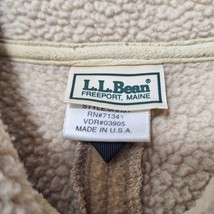 L.L.Bean®
FREEPORT, MAINE
RN#71341
VDR#03905
MADE IN U.S.A.